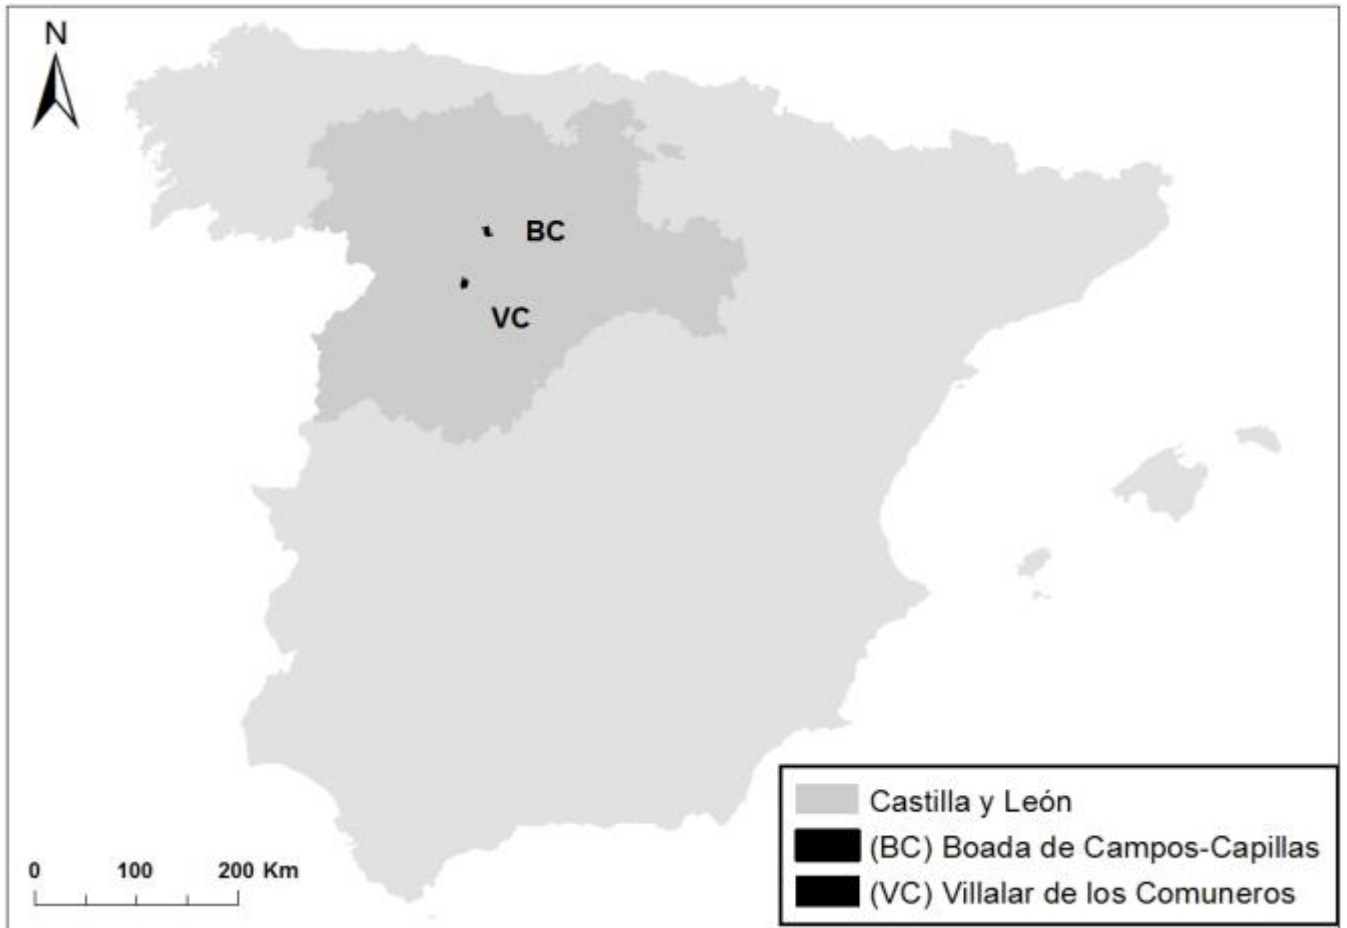 N
BC
VC
Castilla y León
(BC) Boada de Campos-Capillas
(VC) Villalar de los Comuneros
0 100 200 Km